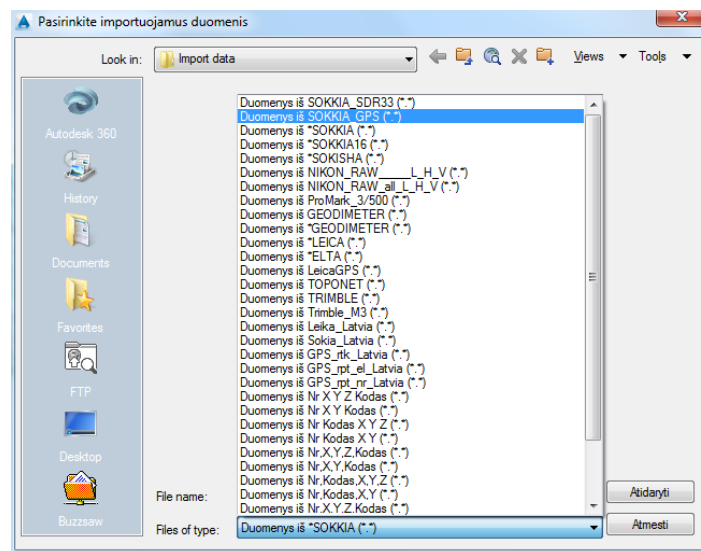 Pasirinkite importuojamus duomenis
Look in: Import data Views Tools
Autodesk 360
History
Documents
Favorites
FTP
Desktop
Buzzsaw
Duomenys iš SOKKIA_SDR33 (*.*)
Duomenys iš SOKKIA_GPS (*.*)
Duomenys iš *SOKKIA (*.*)
Duomenys iš *SOKKIA16 (*.*)
Duomenys iš *SOKISHA (*.*)
Duomenys iš NIKON_RAW_____L_H_V (*.*)
Duomenys iš NIKON_RAW_all_L_H_V (*.*)
Duomenys iš ProMark_3/500 (*.*)
Duomenys iš GEODIMETER (*.*)
Duomenys iš *GEODIMETER (*.*)
Duomenys iš *LEICA (*.*)
Duomenys iš *ELTA (*.*)
Duomenys iš LeicaGPS (*.*)
Duomenys iš TOPONET (*.*)
Duomenys iš TRIMBLE (*.*)
Duomenys iš Trimble_M3 (*.*)
Duomenys iš Leika_Latvia (*.*)
Duomenys iš Sokia_Latvia (*.*)
Duomenys iš GPS_rtk_Latvia (*.*)
Duomenys iš GPS_rpt_el_Latvia (*.*)
Duomenys iš GPS_rpt_nr_Latvia (*.*)
Duomenys iš Nr X Y Z Kodas (*.*)
Duomenys iš Nr X Y Kodas (*.*)
Duomenys iš Nr Kodas X Y Z (*.*)
Duomenys iš Nr Kodas X Y (*.*)
Duomenys iš Nr,X,Y,Z,Kodas (*.*)
Duomenys iš Nr,X,Y,Kodas (*.*)
Duomenys iš Nr,Kodas,X,Y,Z (*.*)
Duomenys iš Nr,Kodas,X,Y (*.*)
Duomenys iš Nr.X.Y.Z.Kodas (*.*)
File name: Atidaryti
Files of type: Duomenys iš *SOKKIA (*.*) Atmesti